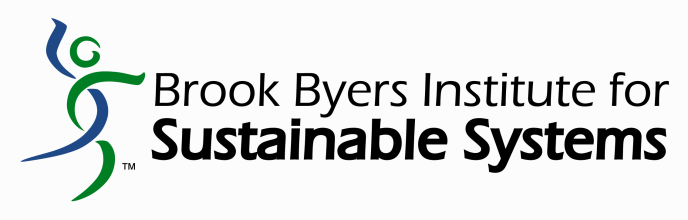 Brook Byers Institute for
Sustainable Systems
™